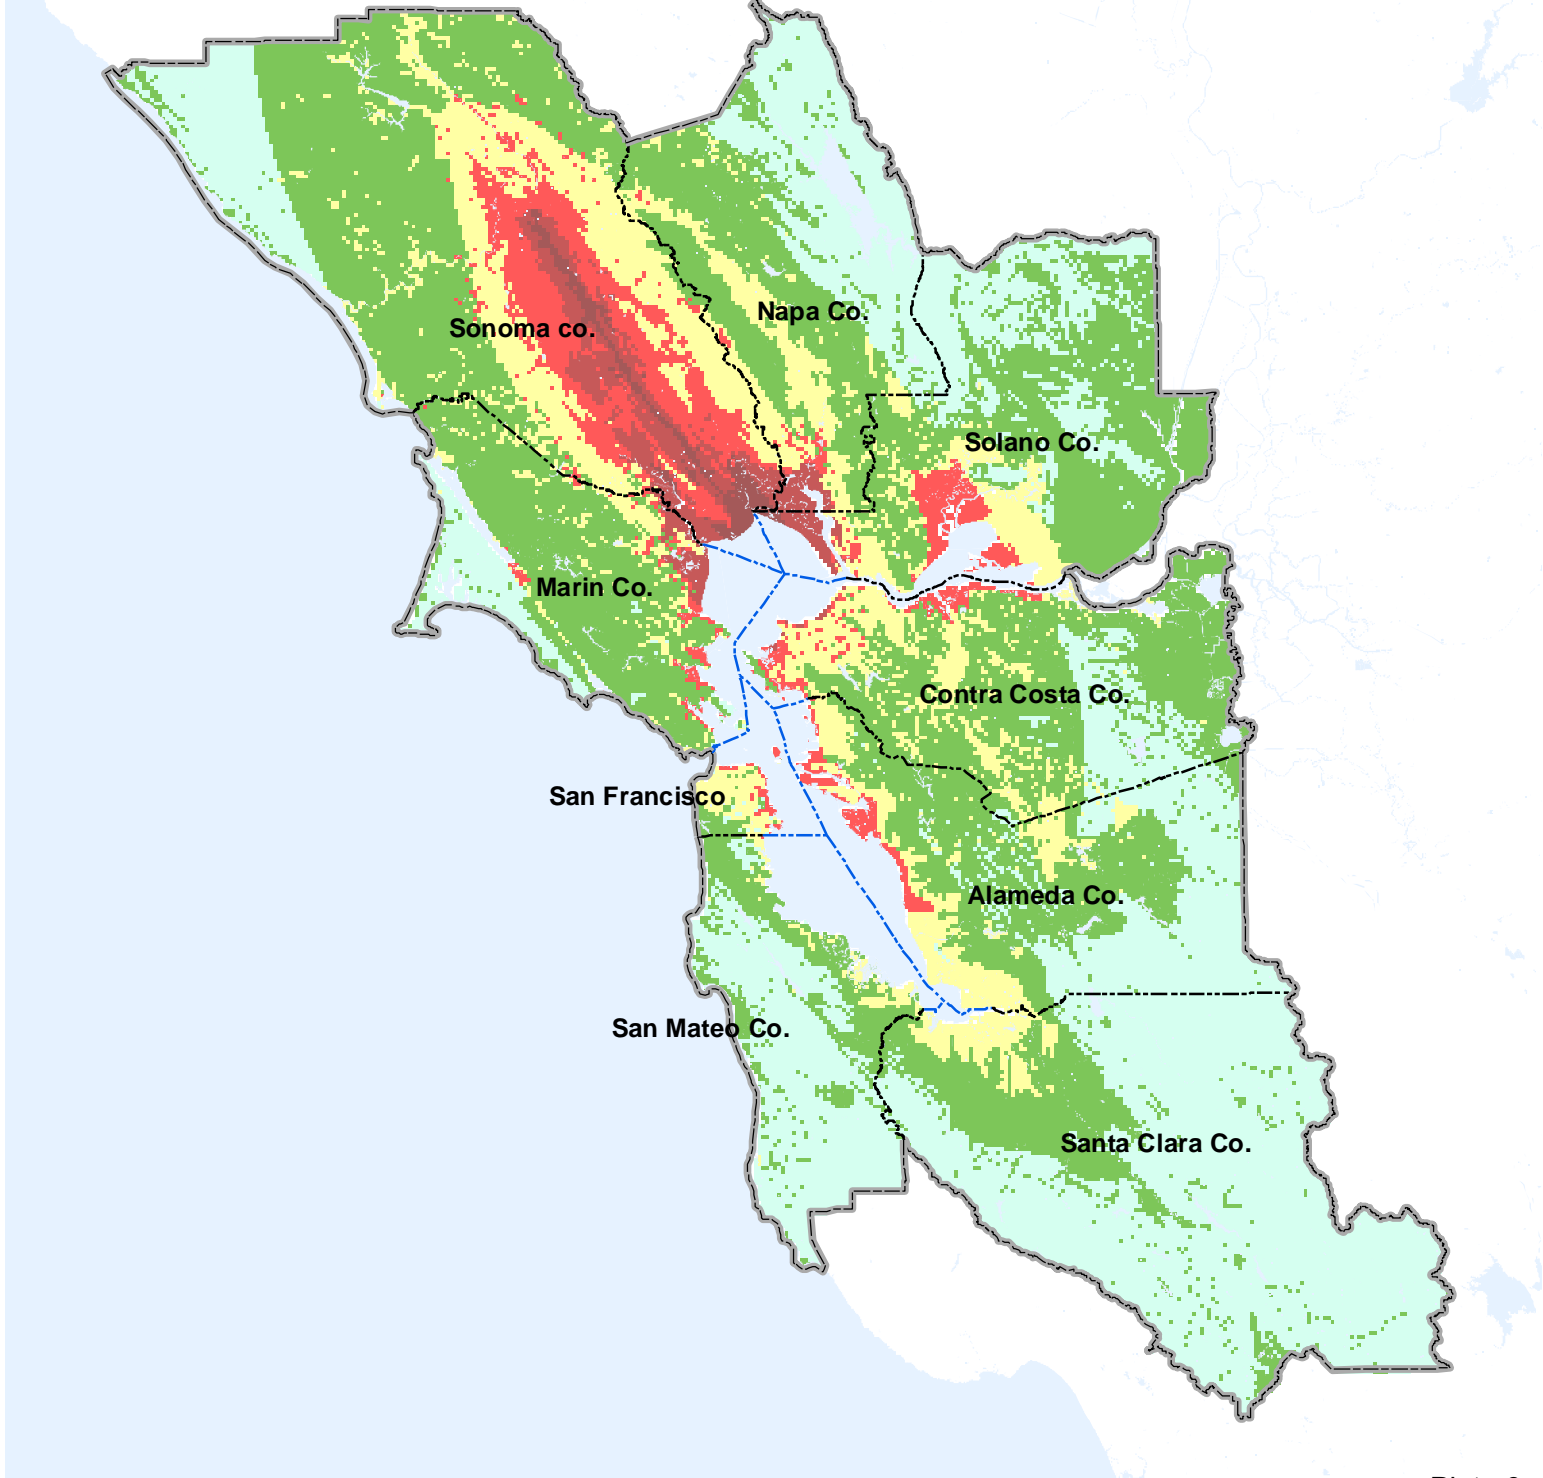 Napa Co.
Sonoma co.
Solano Co.
Marin Co.
Contra Costa Co.
San Francisco
Alameda Co.
San Mateo Co.
Santa Clara Co.